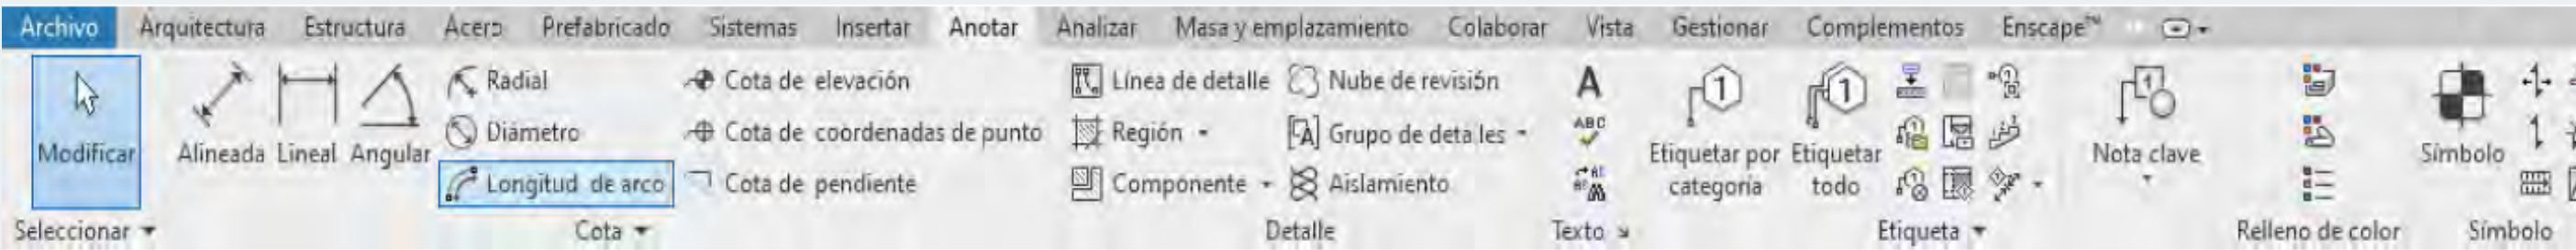 Archivo Arquitectura Estructura Acero Prefabricado Sistemas Insertar Anotar Analizar Masa y emplazamiento Colaborar Vista Gestionar Complementos Enscape™
Radial Cota de elevación Línea de detalle Nube de revisión A 1 1
Diámetro Cota de coordenadas de punto Región Grupo de detalles ABC
Modificar Alineada Lineal Angular Etiquetar por categoría Etiquetar todo Nota clave Símbolo
Longitud de arco Cota de pendiente Componente Aislamiento
Seleccionar Cota Detalle Texto Etiqueta Relleno de color Símbolo